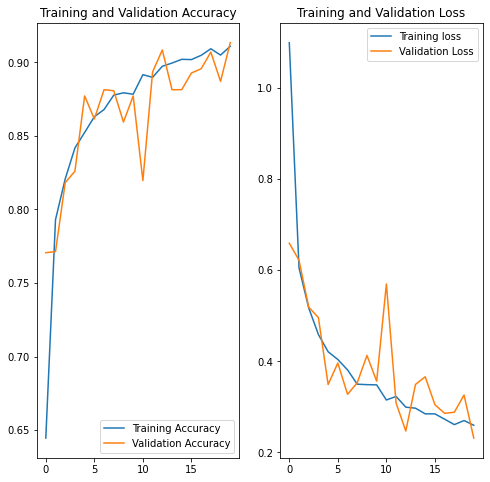 Training and Validation Accuracy
0.90
0.85
0.80
0.75
0.70
0.65
0 5 10 15
Training Accuracy
Validation Accuracy
Training and Validation Loss
Training loss
Validation Loss
1.0
0.8
0.6
0.4
0.2
0 5 10 15